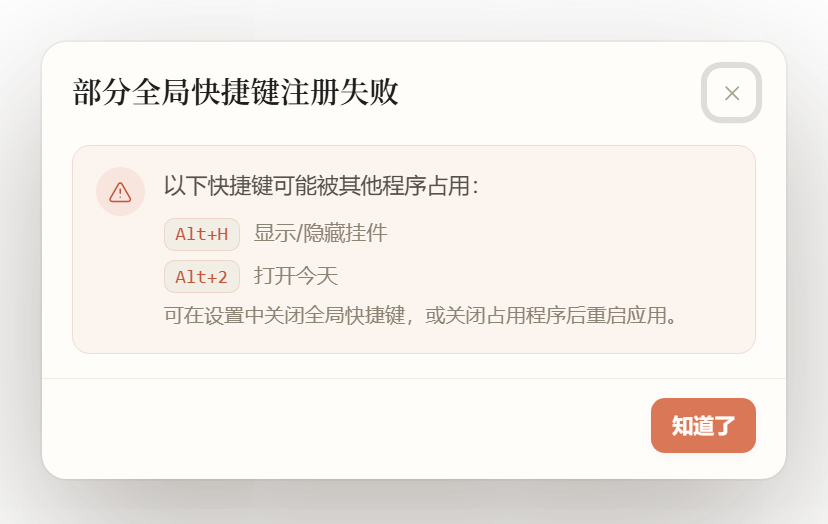 部分全局快捷键注册失败
以下快捷键可能被其他程序占用：
Alt+H 显示/隐藏挂件
Alt+2 打开今天
可在设置中关闭全局快捷键，或关闭占用程序后重启应用。
知道了